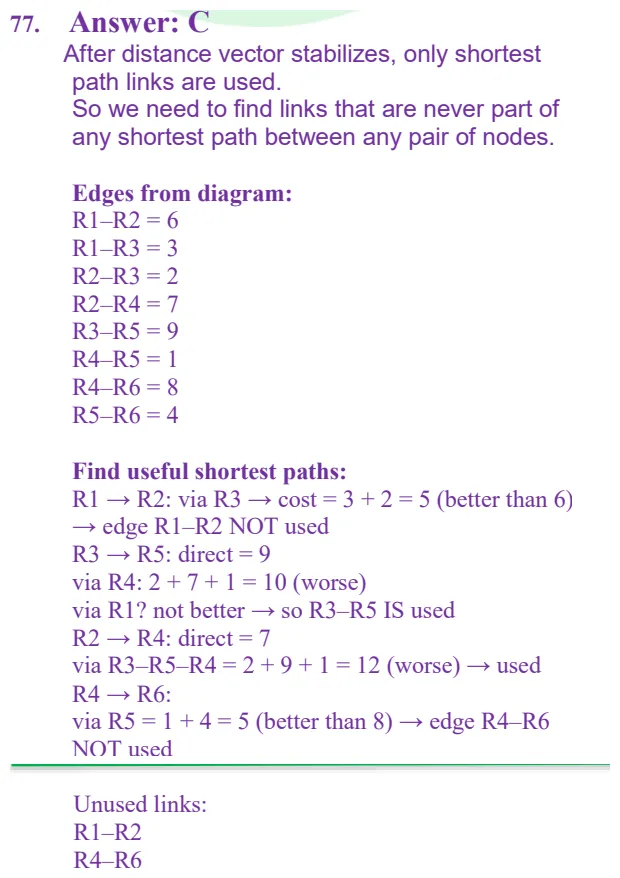 77. Answer: C
After distance vector stabilizes, only shortest
path links are used.
So we need to find links that are never part of
any shortest path between any pair of nodes.
Edges from diagram:
R1–R2 = 6
R1–R3 = 3
R2–R3 = 2
R2–R4 = 7
R3–R5 = 9
R4–R5 = 1
R4–R6 = 8
R5–R6 = 4
Find useful shortest paths:
R1 → R2: via R3 → cost = 3 + 2 = 5 (better than 6)
→ edge R1–R2 NOT used
R3 → R5: direct = 9
via R4: 2 + 7 + 1 = 10 (worse)
via R1? not better → so R3–R5 IS used
R2 → R4: direct = 7
via R3–R5–R4 = 2 + 9 + 1 = 12 (worse) → used
R4 → R6:
via R5 = 1 + 4 = 5 (better than 8) → edge R4–R6
NOT used
Unused links:
R1–R2
R4–R6